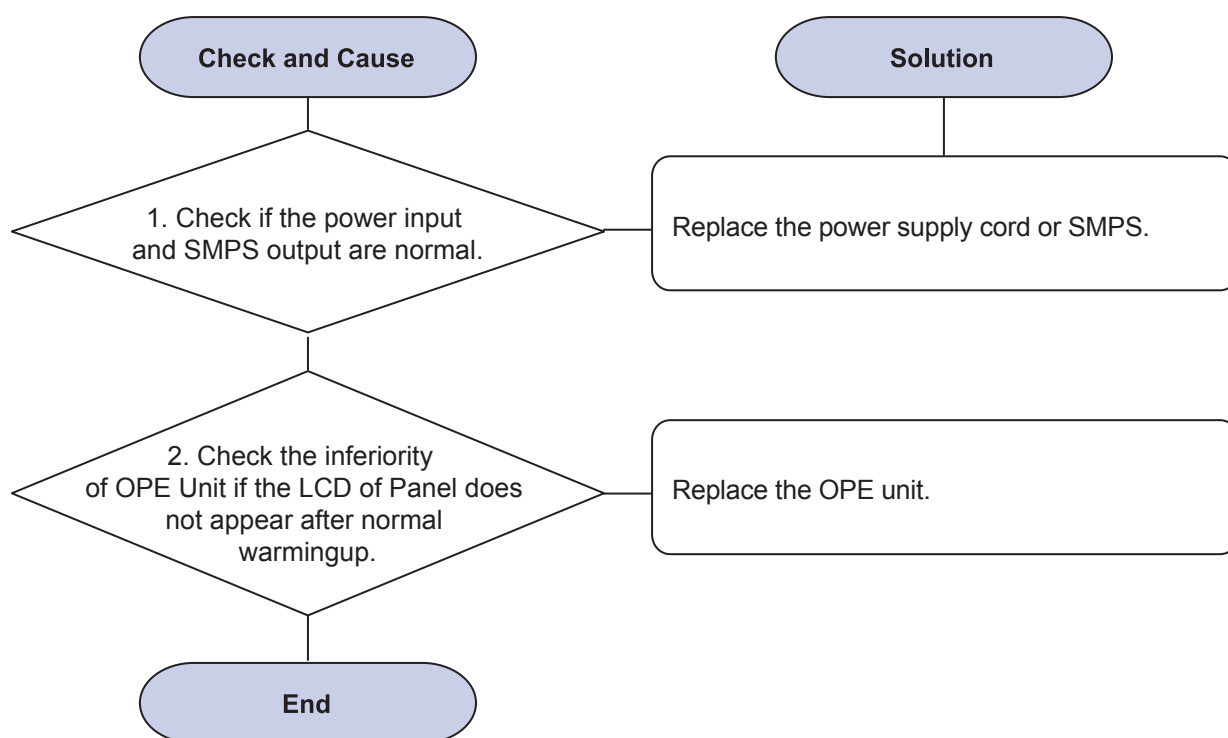 Check and Cause
Solution
1. Check if the power input
and SMPS output are normal.
Replace the power supply cord or SMPS.
2. Check the inferiority
of OPE Unit if the LCD of Panel does
not appear after normal
warmingup.
Replace the OPE unit.
End